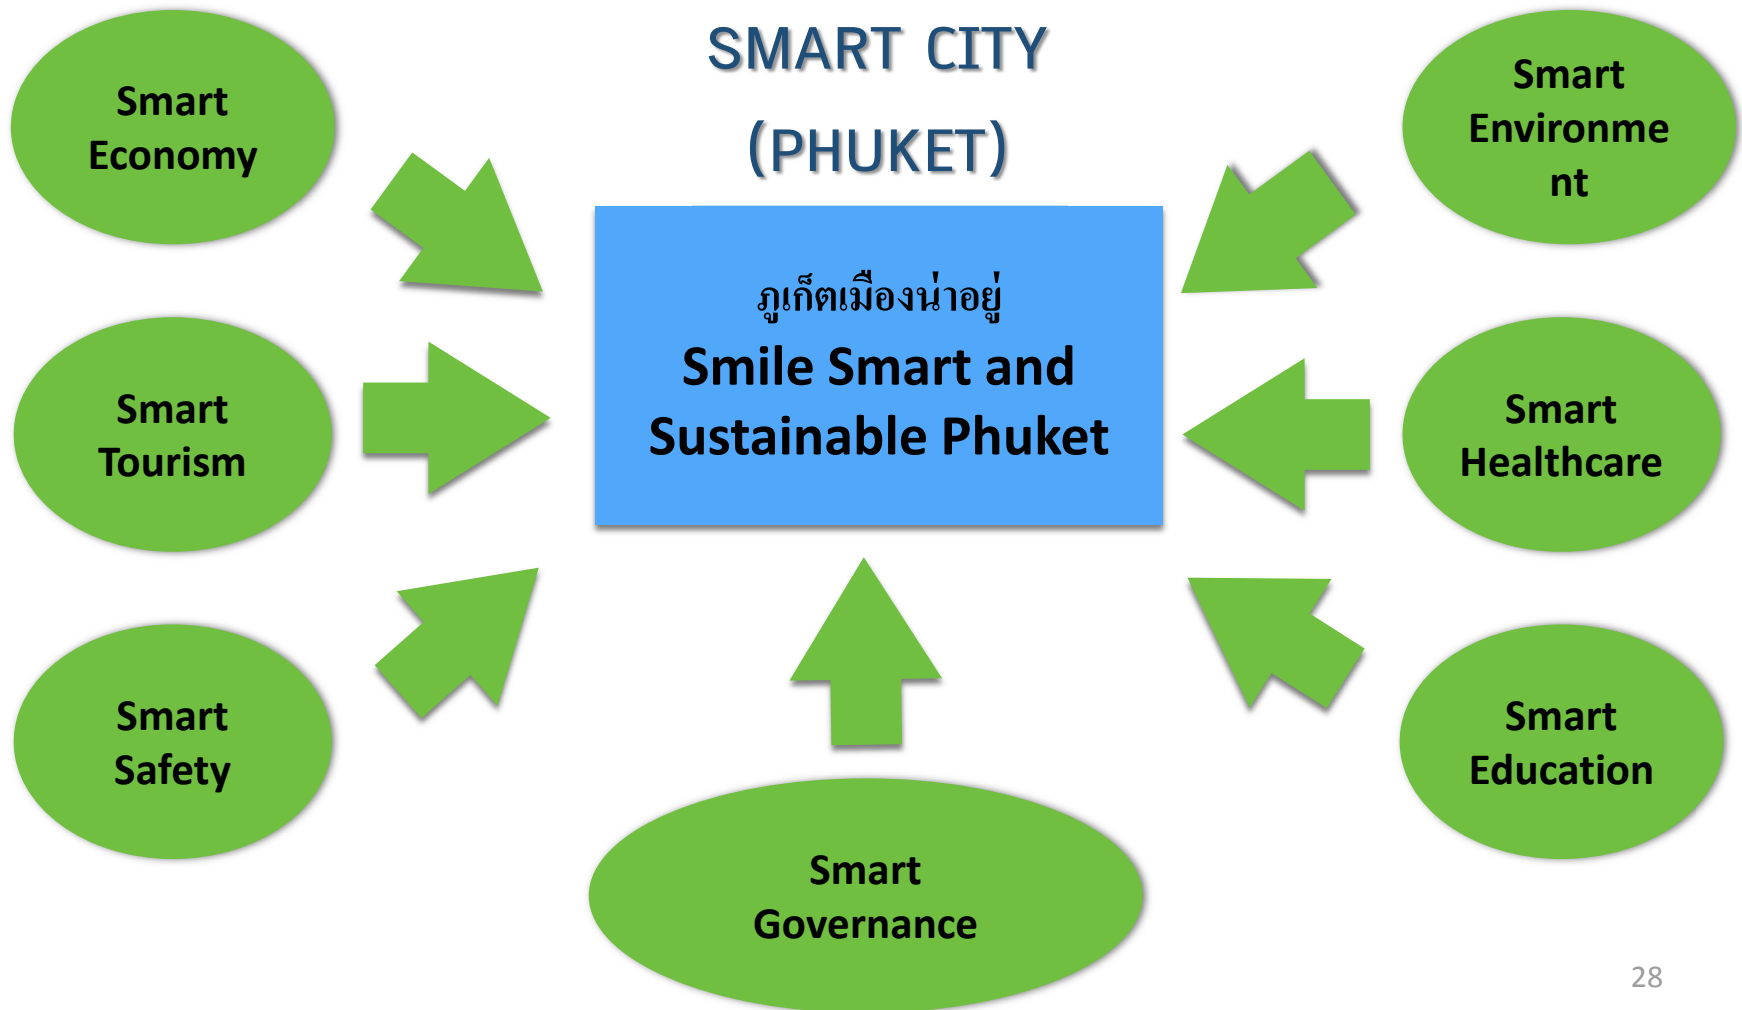 SMART CITY
(PHUKET)
Smart
Economy
Smart
Tourism
Smart
Safety
ภูเก็ตเมืองน่าอยู่
Smile Smart and
Sustainable Phuket
Smart
Governance
Smart
Environme
nt
Smart
Healthcare
Smart
Education
28